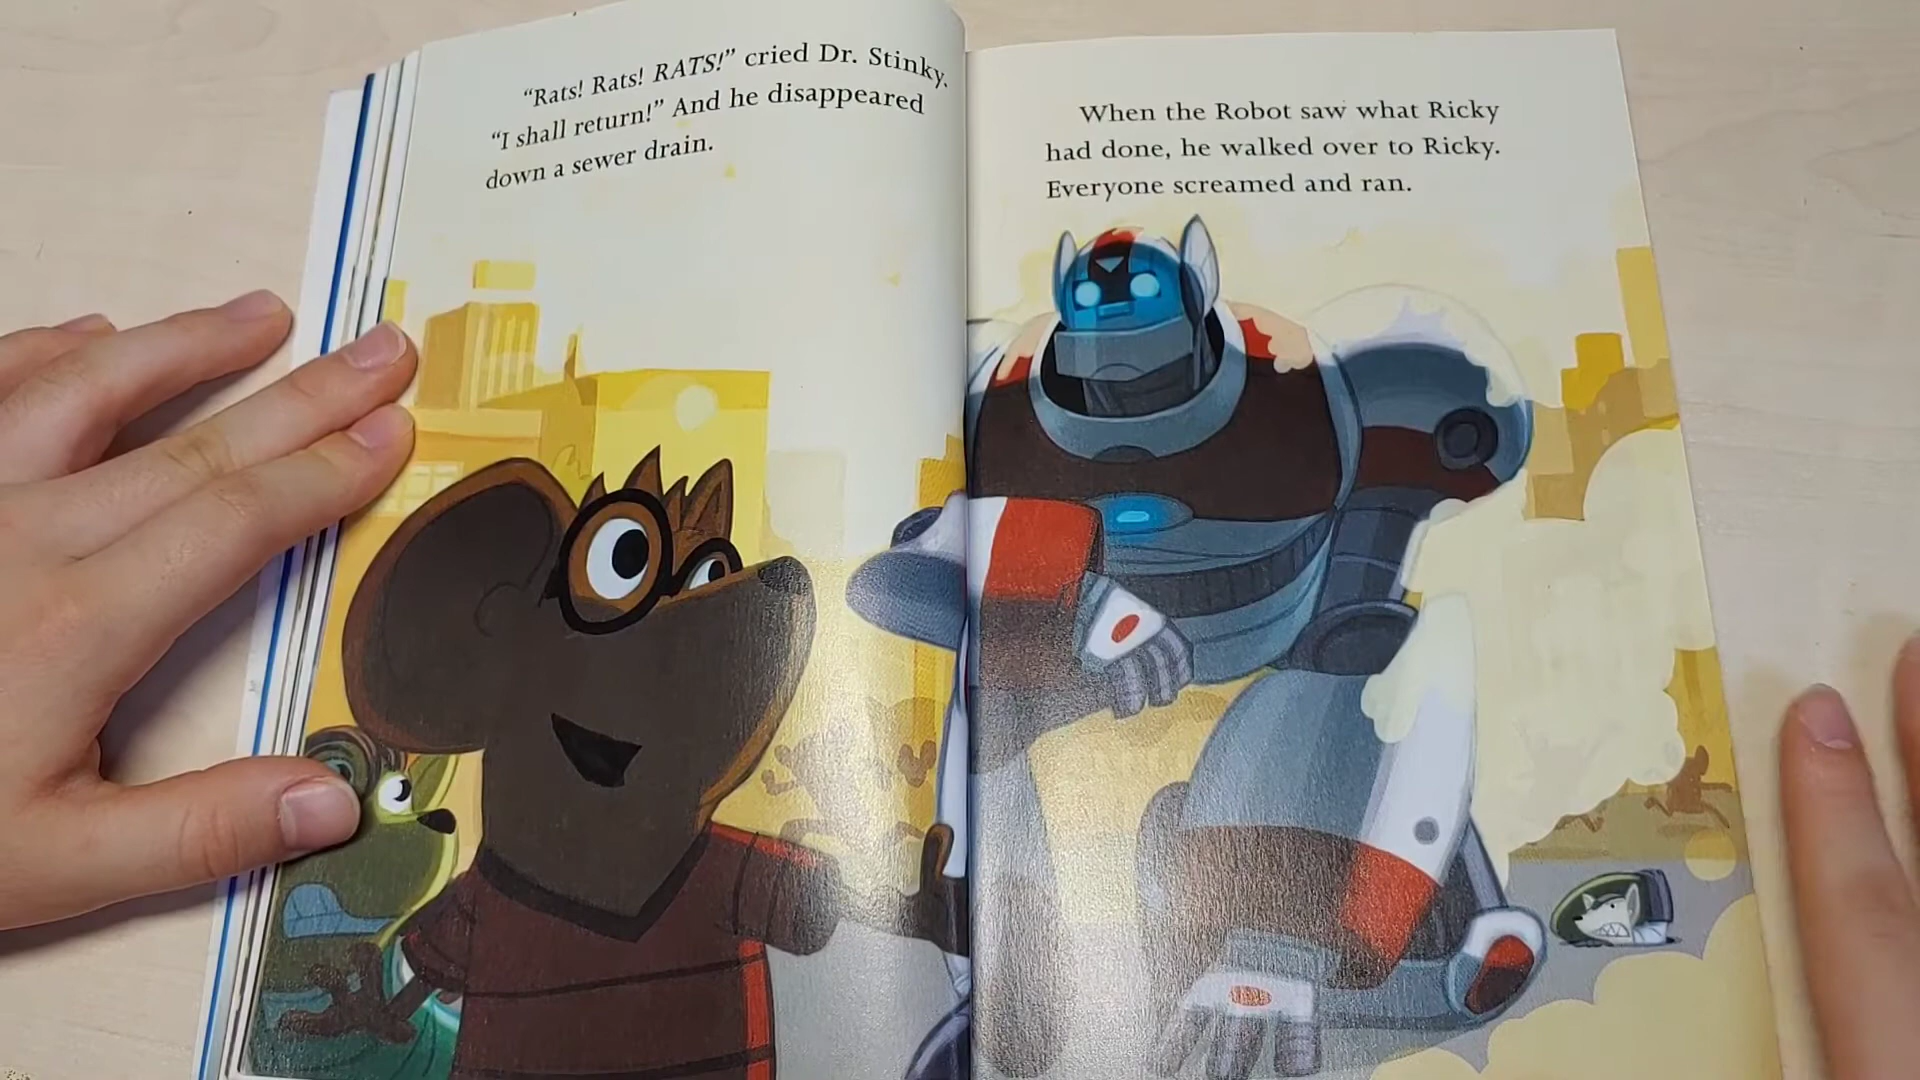 “Rats! Rats! RATS!” cried Dr. Stinky.
“I shall return!” And he disappeared
down a sewer drain.
When the Robot saw what Ricky
had done, he walked over to Ricky.
Everyone screamed and ran.